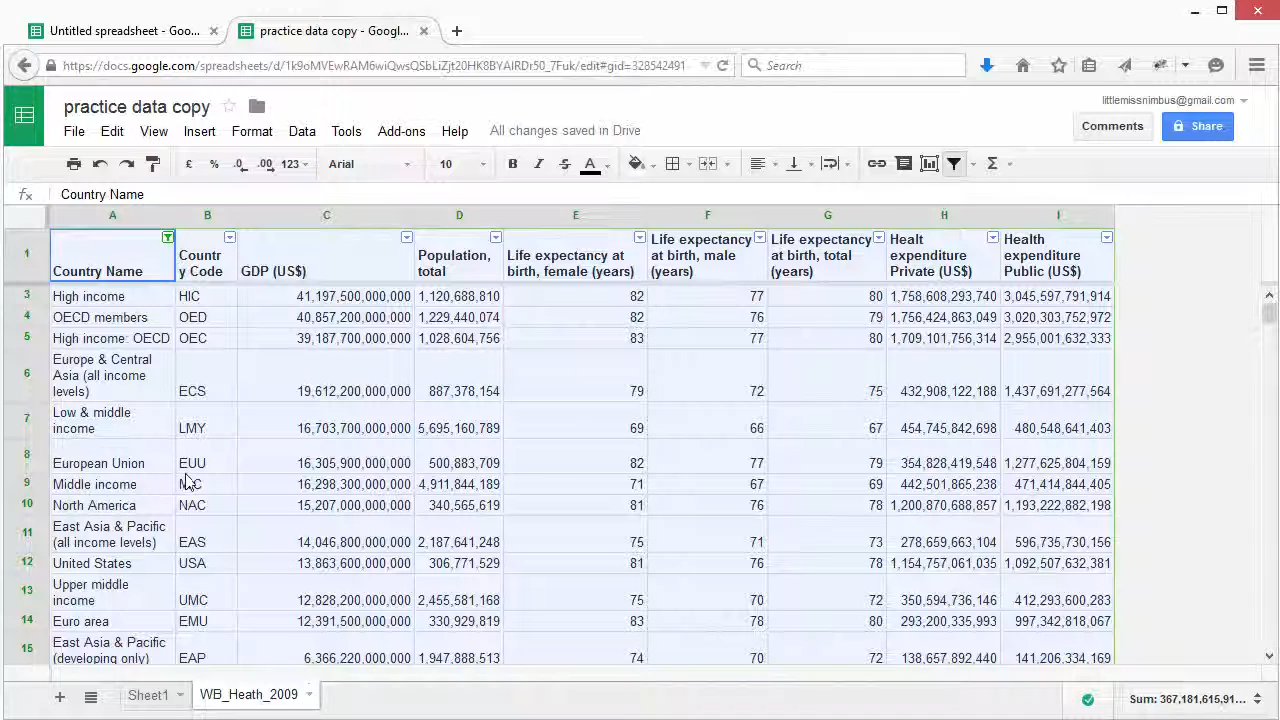 Untitled spreadsheet - Goo...
practice data copy - Googl...
https://docs.google.com/spreadsheets/d/1k9oMVEwRAM6wiQwsQSbLiZjt20HK8BYAIRDr50_7Fuk/edit#gid=328542491
Search
practice data copy
littlemissnimbus@gmail.com
File Edit View Insert Format Data Tools Add-ons Help All changes saved in Drive
Comments
Share
£ % .0 .00 123 Arial 10 B I S A Σ
fx Country Name
A B C D E F G H I
1 Country Name Country Code GDP (US$) Population, total Life expectancy at birth, female (years) Life expectancy at birth, male (years) Life expectancy at birth, total (years) Healt expenditure Private (US$) Health expenditure Public (US$)
3 High income HIC 41,197,500,000,000 1,120,688,810 82 77 80 1,758,608,293,740 3,045,597,791,914
4 OECD members OED 40,857,200,000,000 1,229,440,074 82 76 79 1,756,424,863,049 3,020,303,752,972
5 High income: OECD OEC 39,187,700,000,000 1,028,604,756 83 77 80 1,709,101,756,314 2,955,001,632,333
6 Europe & Central Asia (all income levels) ECS 19,612,200,000,000 887,378,154 79 72 75 432,908,122,188 1,437,691,277,564
7 Low & middle income LMY 16,703,700,000,000 5,695,160,789 69 66 67 454,745,842,698 480,548,641,403
8 European Union EUU 16,305,900,000,000 500,883,709 82 77 79 354,828,419,548 1,277,625,804,159
9 Middle income MIC 16,298,300,000,000 4,911,844,189 71 67 69 442,501,865,238 471,414,844,405
10 North America NAC 15,207,000,000,000 340,565,619 81 76 78 1,200,870,688,857 1,193,222,882,198
11 East Asia & Pacific (all income levels) EAS 14,046,800,000,000 2,187,641,248 75 71 73 278,659,663,104 596,735,730,156
12 United States USA 13,863,600,000,000 306,771,529 81 76 78 1,154,757,061,035 1,092,507,632,381
13 Upper middle income UMC 12,828,200,000,000 2,455,581,168 75 70 72 350,594,736,146 412,293,600,283
14 Euro area EMU 12,391,500,000,000 330,929,819 83 78 80 293,200,335,993 997,342,818,067
15 East Asia & Pacific (developing only) EAP 6,366,220,000,000 1,947,888,513 74 70 72 138,657,892,440 141,206,334,169
Sheet1 WB_Heath_2009 Sum: 367,181,615,91...